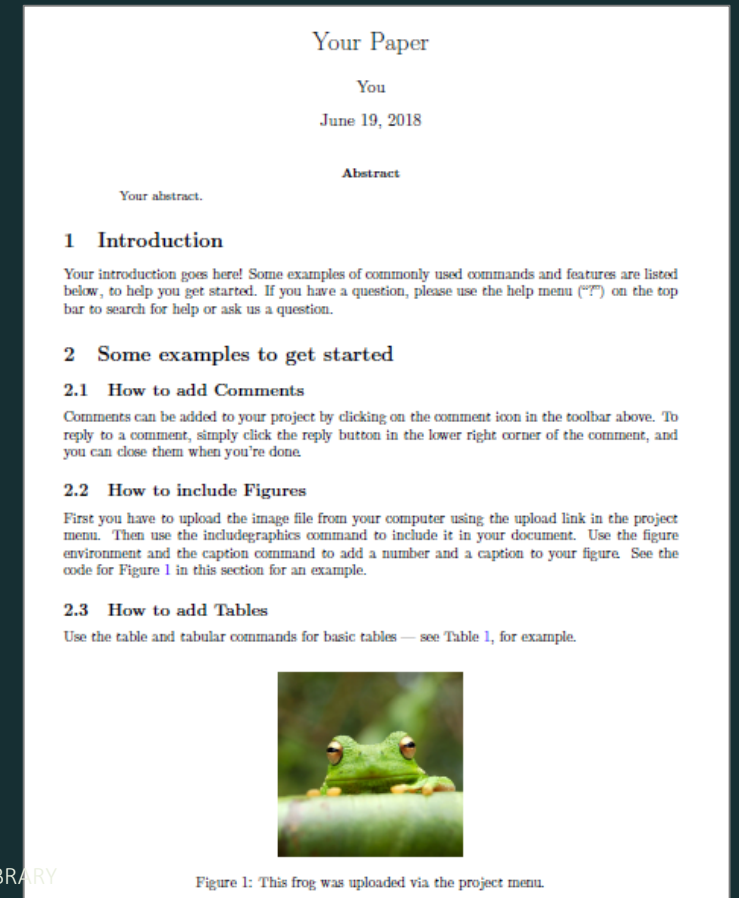 Your Paper
You
June 19, 2018
Abstract
Your abstract.
1 Introduction
Your introduction goes here! Some examples of commonly used commands and features are listed
below, to help you get started. If you have a question, please use the help menu (“?”) on the top
bar to search for help or ask us a question.
2 Some examples to get started
2.1 How to add Comments
Comments can be added to your project by clicking on the comment icon in the toolbar above. To
reply to a comment, simply click the reply button in the lower right corner of the comment, and
you can close them when you’re done.
2.2 How to include Figures
First you have to upload the image file from your computer using the upload link in the project
menu. Then use the includegraphics command to include it in your document. Use the figure
environment and the caption command to add a number and a caption to your figure. See the
code for Figure 1 in this section for an example.
2.3 How to add Tables
Use the table and tabular commands for basic tables — see Table 1, for example.
BRARY
Figure 1: This frog was uploaded via the project menu.